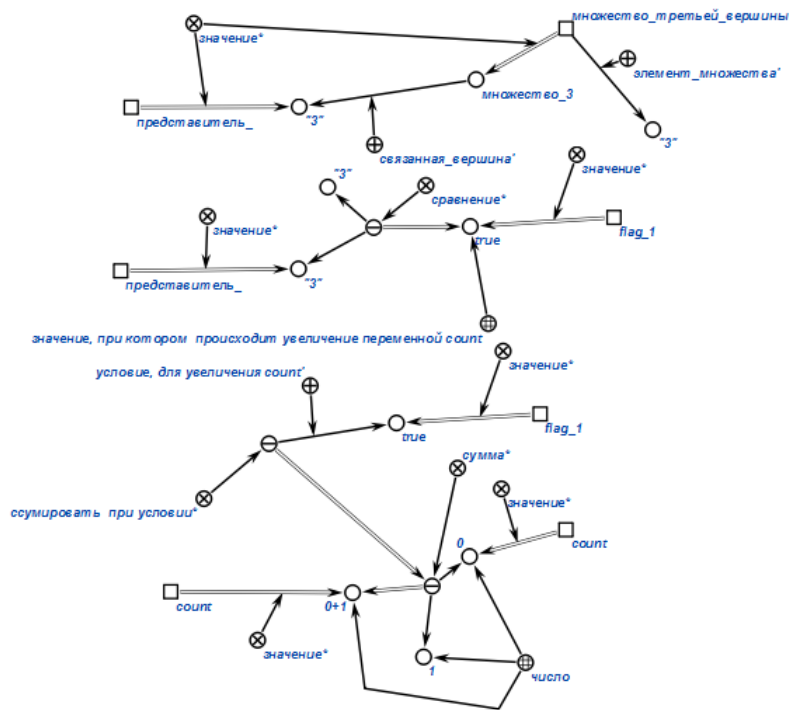 множество_третьей_вершины
значение*
элемент_множества'
множество_3
представитель_
"3"
"3"
связанная_вершина'
"3"
значение*
сравнение*
значение*
true
flag_1
представитель_
"3"
значение, при котором происходит увеличение переменной count
условие, для увеличения count'
значение*
true
flag_1
сумма*
ссумировать при условии*
значение*
0
count
count
0+1
значение*
1
число